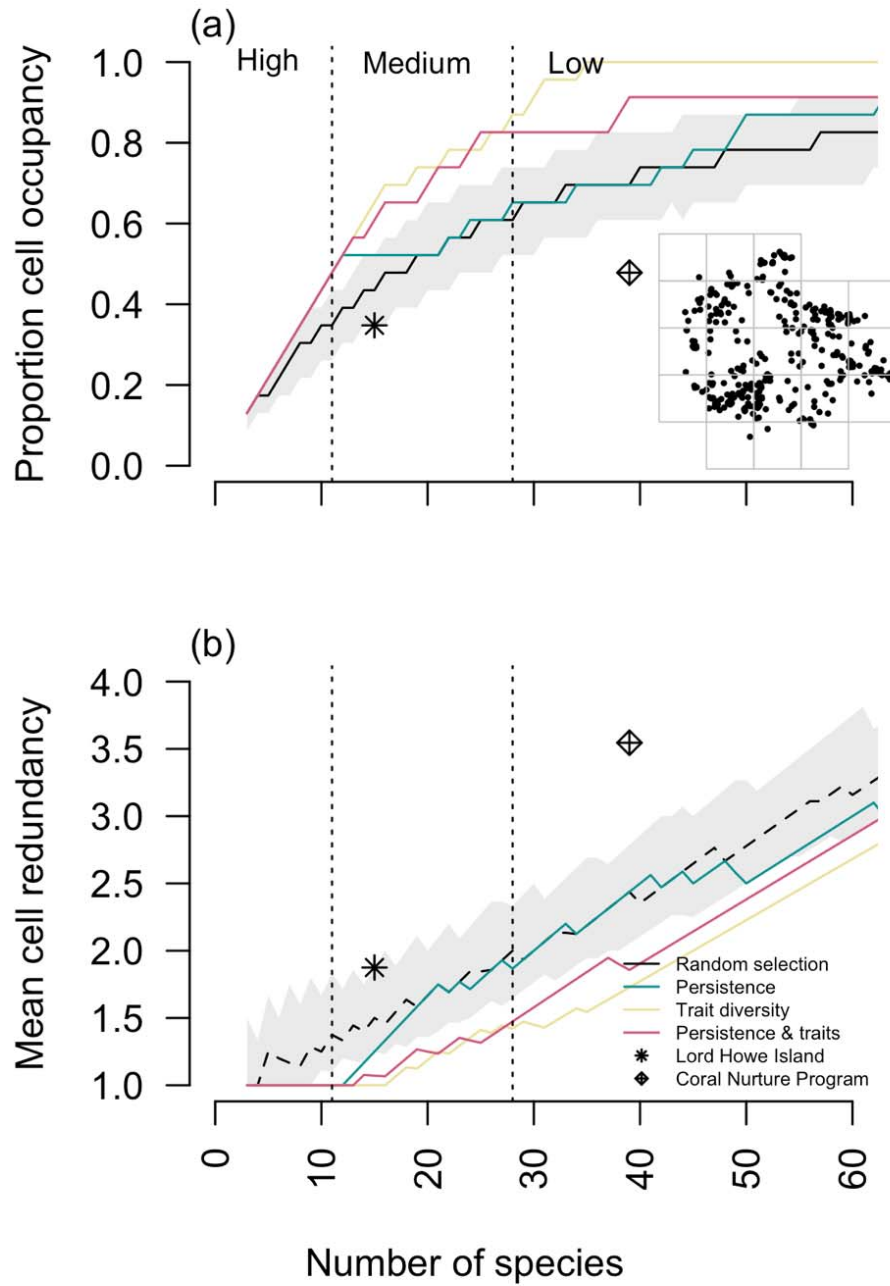 (a)
High
Medium
Low
Proportion cell occupancy
1.0
0.8
0.6
0.4
0.2
0.0
(b)
Mean cell redundancy
4.0
3.5
3.0
2.5
2.0
1.5
1.0
Random selection
Persistence
Trait diversity
Persistence & traits
Lord Howe Island
Coral Nurture Program
0
10
20
30
40
50
60
Number of species